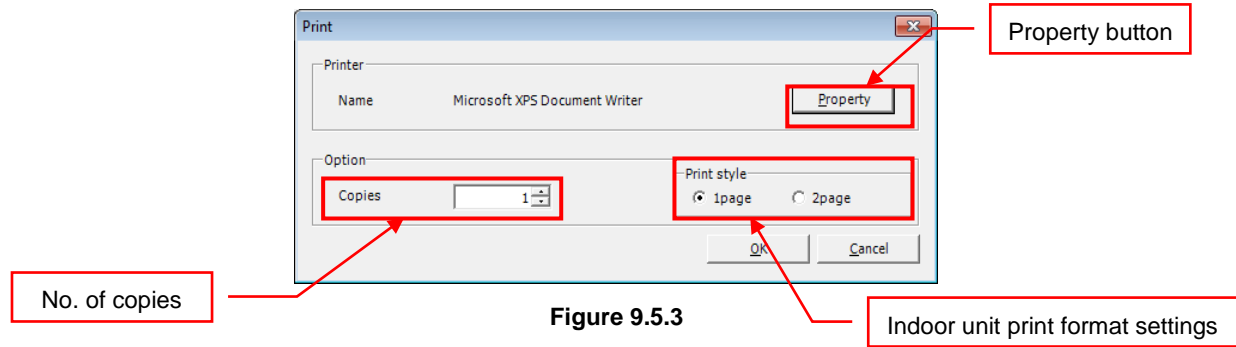 Print
Property button
Printer
Name Microsoft XPS Document Writer Property
Option
Print style
Copies 1 1page 2page
OK Cancel
No. of copies
Figure 9.5.3
Indoor unit print format settings